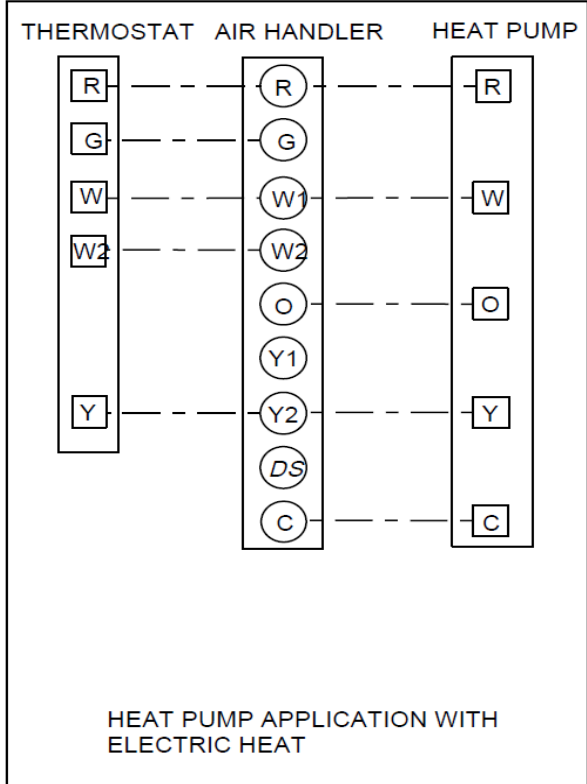 THERMOSTAT AIR HANDLER HEAT PUMP
R R R
G G
W W1 W
W2 W2
O O
Y1
Y Y2 Y
DS
C C
HEAT PUMP APPLICATION WITH
ELECTRIC HEAT